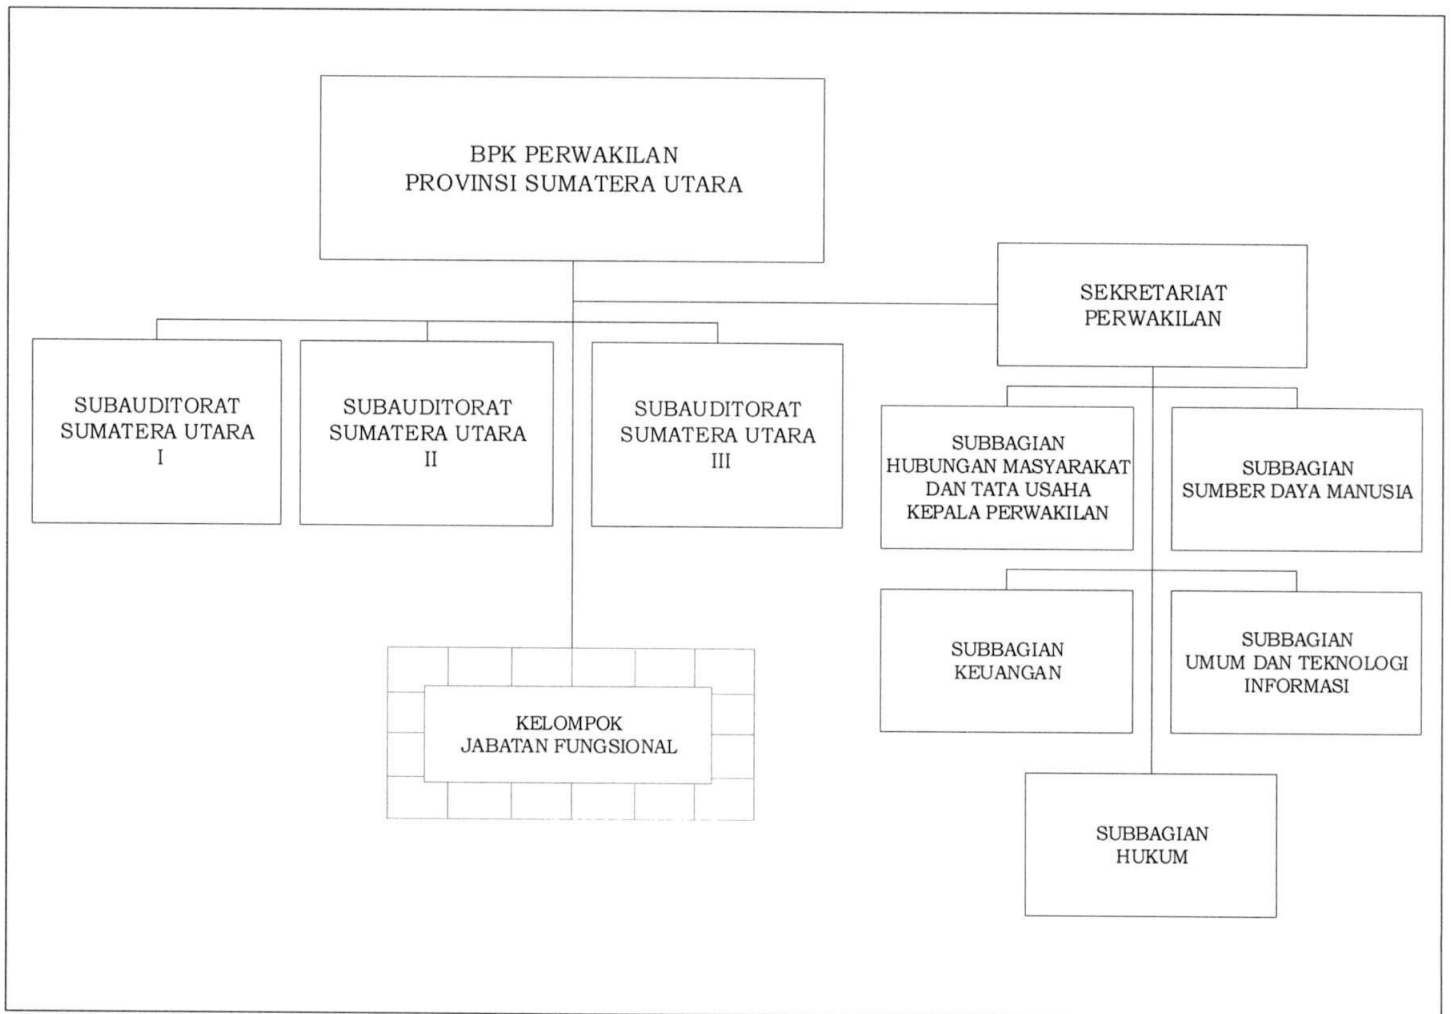 BPK PERWAKILAN
PROVINSI SUMATERA UTARA
SEKRETARIAT
PERWAKILAN
SUBAUDITORAT
SUMATERA UTARA
I
SUBAUDITORAT
SUMATERA UTARA
II
SUBAUDITORAT
SUMATERA UTARA
III
SUBBAGIAN
HUBUNGAN MASYARAKAT
DAN TATA USAHA
KEPALA PERWAKILAN
SUBBAGIAN
SUMBER DAYA MANUSIA
SUBBAGIAN
KEUANGAN
SUBBAGIAN
UMUM DAN TEKNOLOGI
INFORMASI
KELOMPOK
JABATAN FUNGSIONAL
SUBBAGIAN
HUKUM